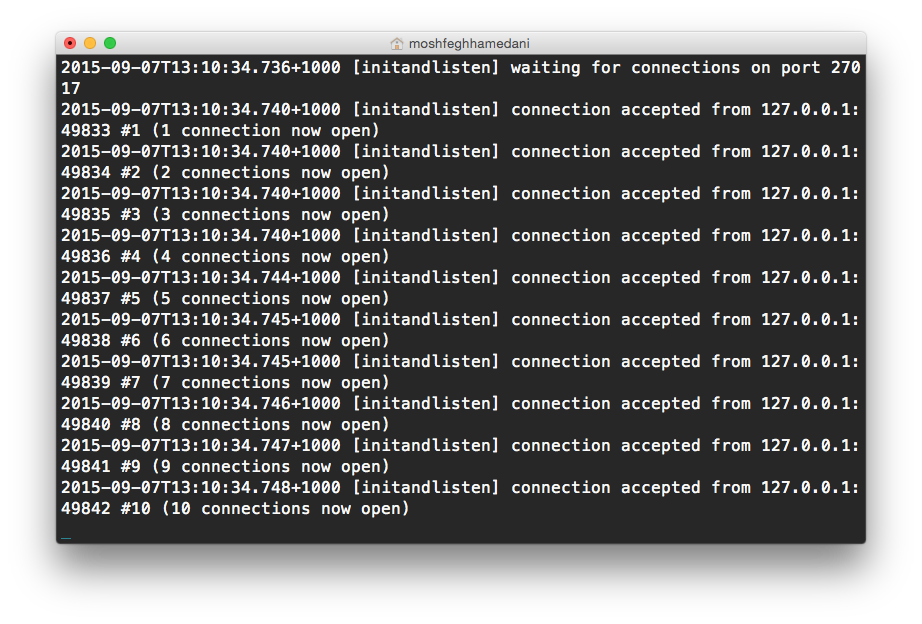 moshfeghhamedani
2015-09-07T13:10:34.736+1000 [initandlisten] waiting for connections on port 270
17
2015-09-07T13:10:34.740+1000 [initandlisten] connection accepted from 127.0.0.1:
49833 #1 (1 connection now open)
2015-09-07T13:10:34.740+1000 [initandlisten] connection accepted from 127.0.0.1:
49834 #2 (2 connections now open)
2015-09-07T13:10:34.740+1000 [initandlisten] connection accepted from 127.0.0.1:
49835 #3 (3 connections now open)
2015-09-07T13:10:34.740+1000 [initandlisten] connection accepted from 127.0.0.1:
49836 #4 (4 connections now open)
2015-09-07T13:10:34.744+1000 [initandlisten] connection accepted from 127.0.0.1:
49837 #5 (5 connections now open)
2015-09-07T13:10:34.745+1000 [initandlisten] connection accepted from 127.0.0.1:
49838 #6 (6 connections now open)
2015-09-07T13:10:34.745+1000 [initandlisten] connection accepted from 127.0.0.1:
49839 #7 (7 connections now open)
2015-09-07T13:10:34.746+1000 [initandlisten] connection accepted from 127.0.0.1:
49840 #8 (8 connections now open)
2015-09-07T13:10:34.747+1000 [initandlisten] connection accepted from 127.0.0.1:
49841 #9 (9 connections now open)
2015-09-07T13:10:34.748+1000 [initandlisten] connection accepted from 127.0.0.1:
49842 #10 (10 connections now open)